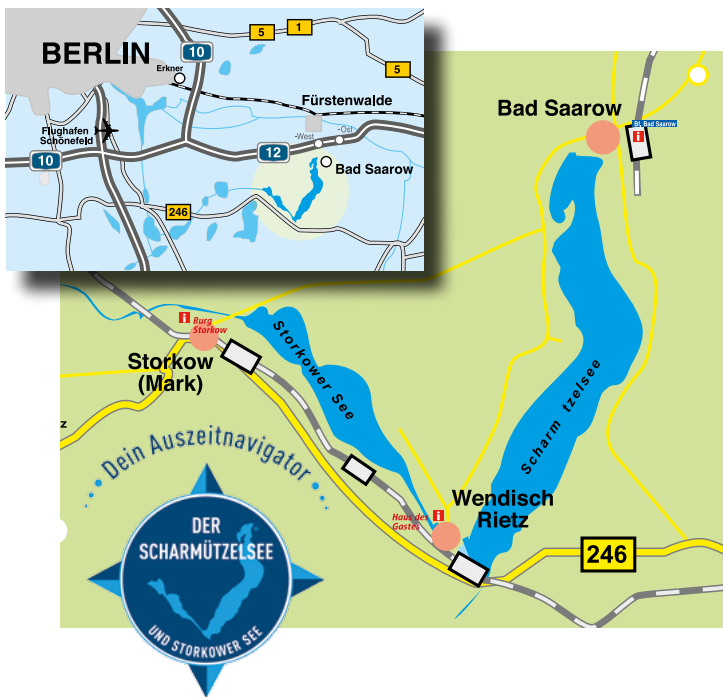 BERLIN
10
5
1
5
Erkner
Fürstenwalde
Flughafen
Schönefeld
-West
-Ost
10
12
Bad Saarow
246
Bad Saarow
Bf, Bad Saarow
i
i
Burg
Storkow
Storkow
(Mark)
Storkower See
Scharm tzelsee
z
Wendisch
Rietz
i
Haus des
Gastes
246
Dein Auszeitnavigator
DER
SCHARMÜTZELSEE
UND STORKOWER SEE